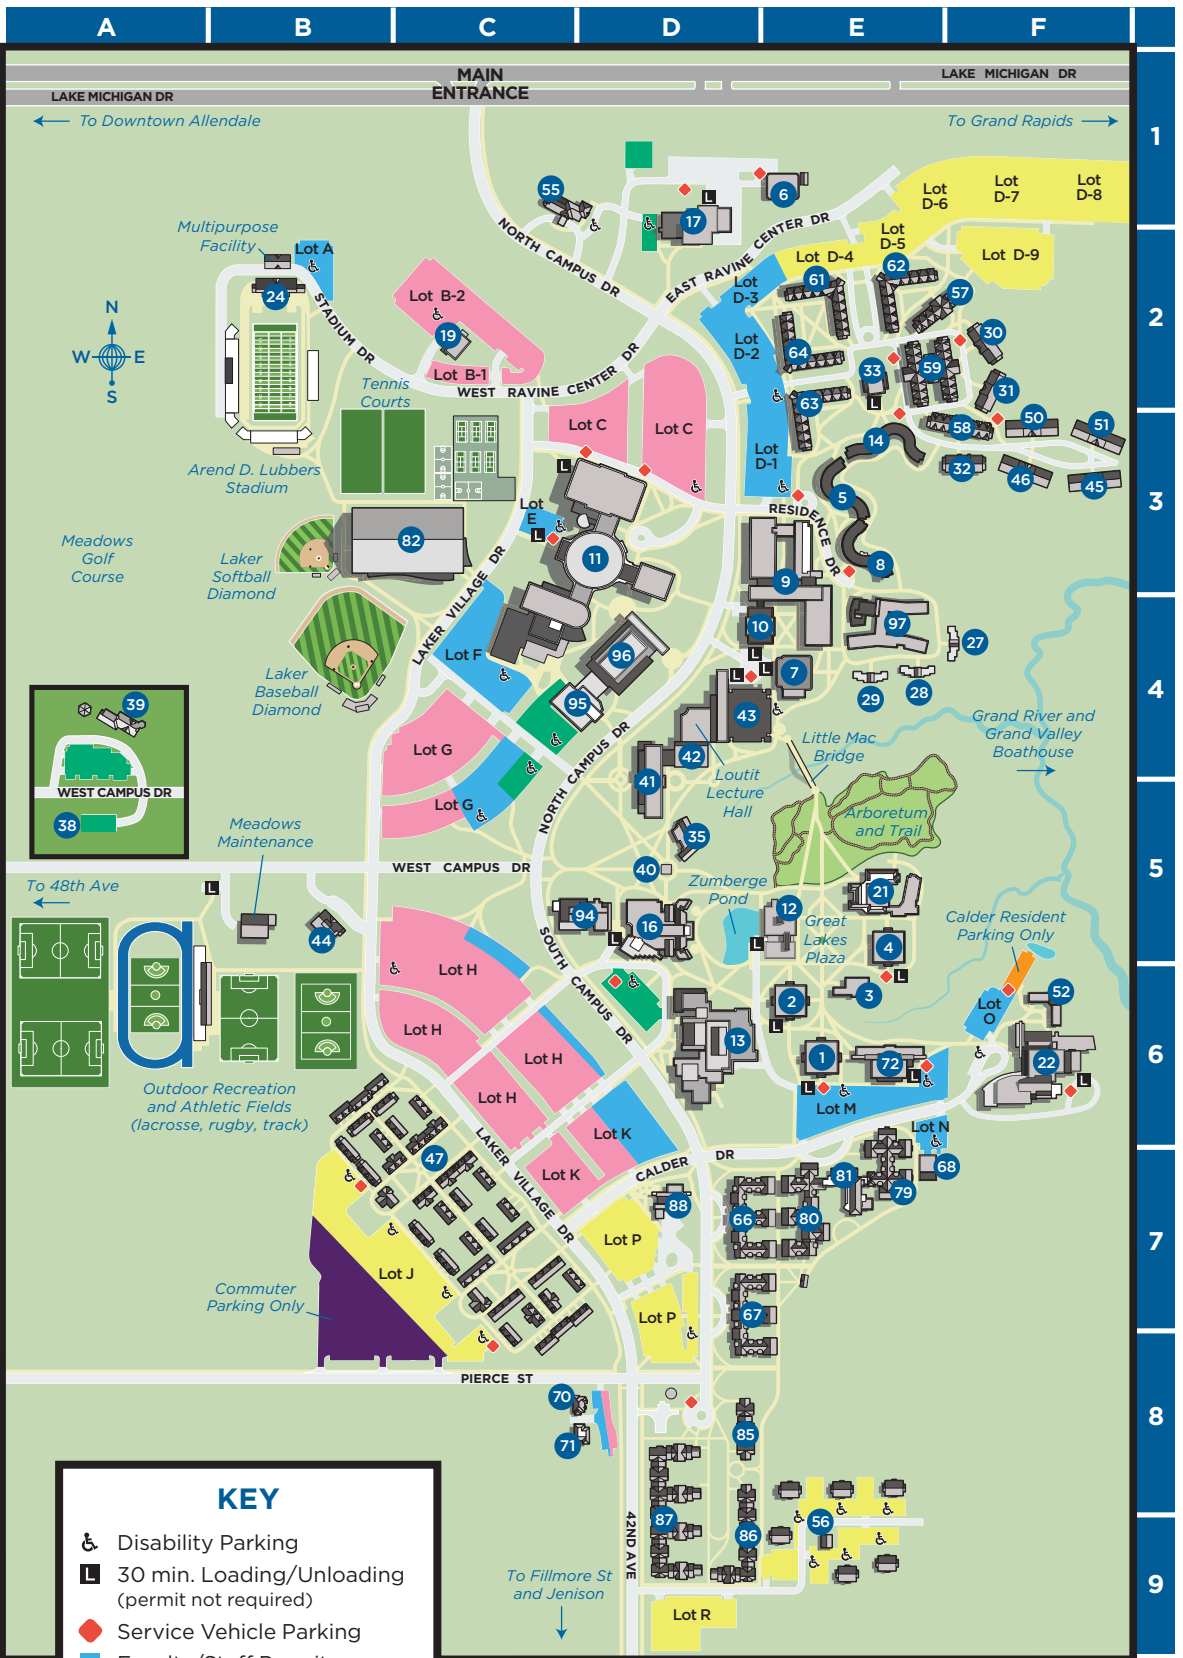 A B C D E F
MAIN
ENTRANCE
LAKE MICHIGAN DR
LAKE MICHIGAN DR
To Downtown Allendale
To Grand Rapids
1
55
6
17
Lot
D-6
Lot
D-7
Lot
D-8
NORTH CAMPUS DR
EAST RAVINE CENTER DR
Multipurpose
Facility
Lot A
24
STADIUM DR
Lot
D-5
Lot D-4
Lot D-9
Lot
D-3
61
62
57
2
N
W E
S
Lot B-2
19
Lot B-1
WEST RAVINE CENTER DR
Lot
D-2
64
30
33
59
31
63
Tennis
Courts
Lot C
Lot C
50
51
58
14
32
46
45
Arend D. Lubbers
Stadium
Lot
D-1
3
5
RESIDENCE DR
Lot
E
82
11
Meadows
Golf
Course
Laker
Softball
Diamond
8
9
LAKER VILLAGE DR
10
97
27
Lot F
96
7
29
28
4
Laker
Baseball
Diamond
95
43
39
Lot G
NORTH CAMPUS DR
42
41
Loutit
Lecture
Hall
Little Mac
Bridge
Grand River and
Grand Valley
Boathouse
WEST CAMPUS DR
38
Lot G
Arboretum
and Trail
Meadows
Maintenance
35
WEST CAMPUS DR
40
5
To 48th Ave
Zumberge
Pond
21
12
Great
Lakes
Plaza
Calder Resident
Parking Only
94
16
44
4
SOUTH CAMPUS DR
Lot H
3
2
Lot
O
52
Lot H
13
Lot H
1
72
22
6
Outdoor Recreation
and Athletic Fields
(lacrosse, rugby, track)
Lot H
Lot M
Lot K
Lot N
LAKER VILLAGE DR
47
CALDER DR
Lot K
68
81
79
88
66
80
Lot P
7
Lot J
Commuter
Parking Only
Lot P
67
PIERCE ST
70
71
8
85
KEY
Disability Parking
L 30 min. Loading/Unloading
(permit not required)
Service Vehicle Parking
42ND AVE
87
86
56
9
To Fillmore St
and Jenison
Lot R